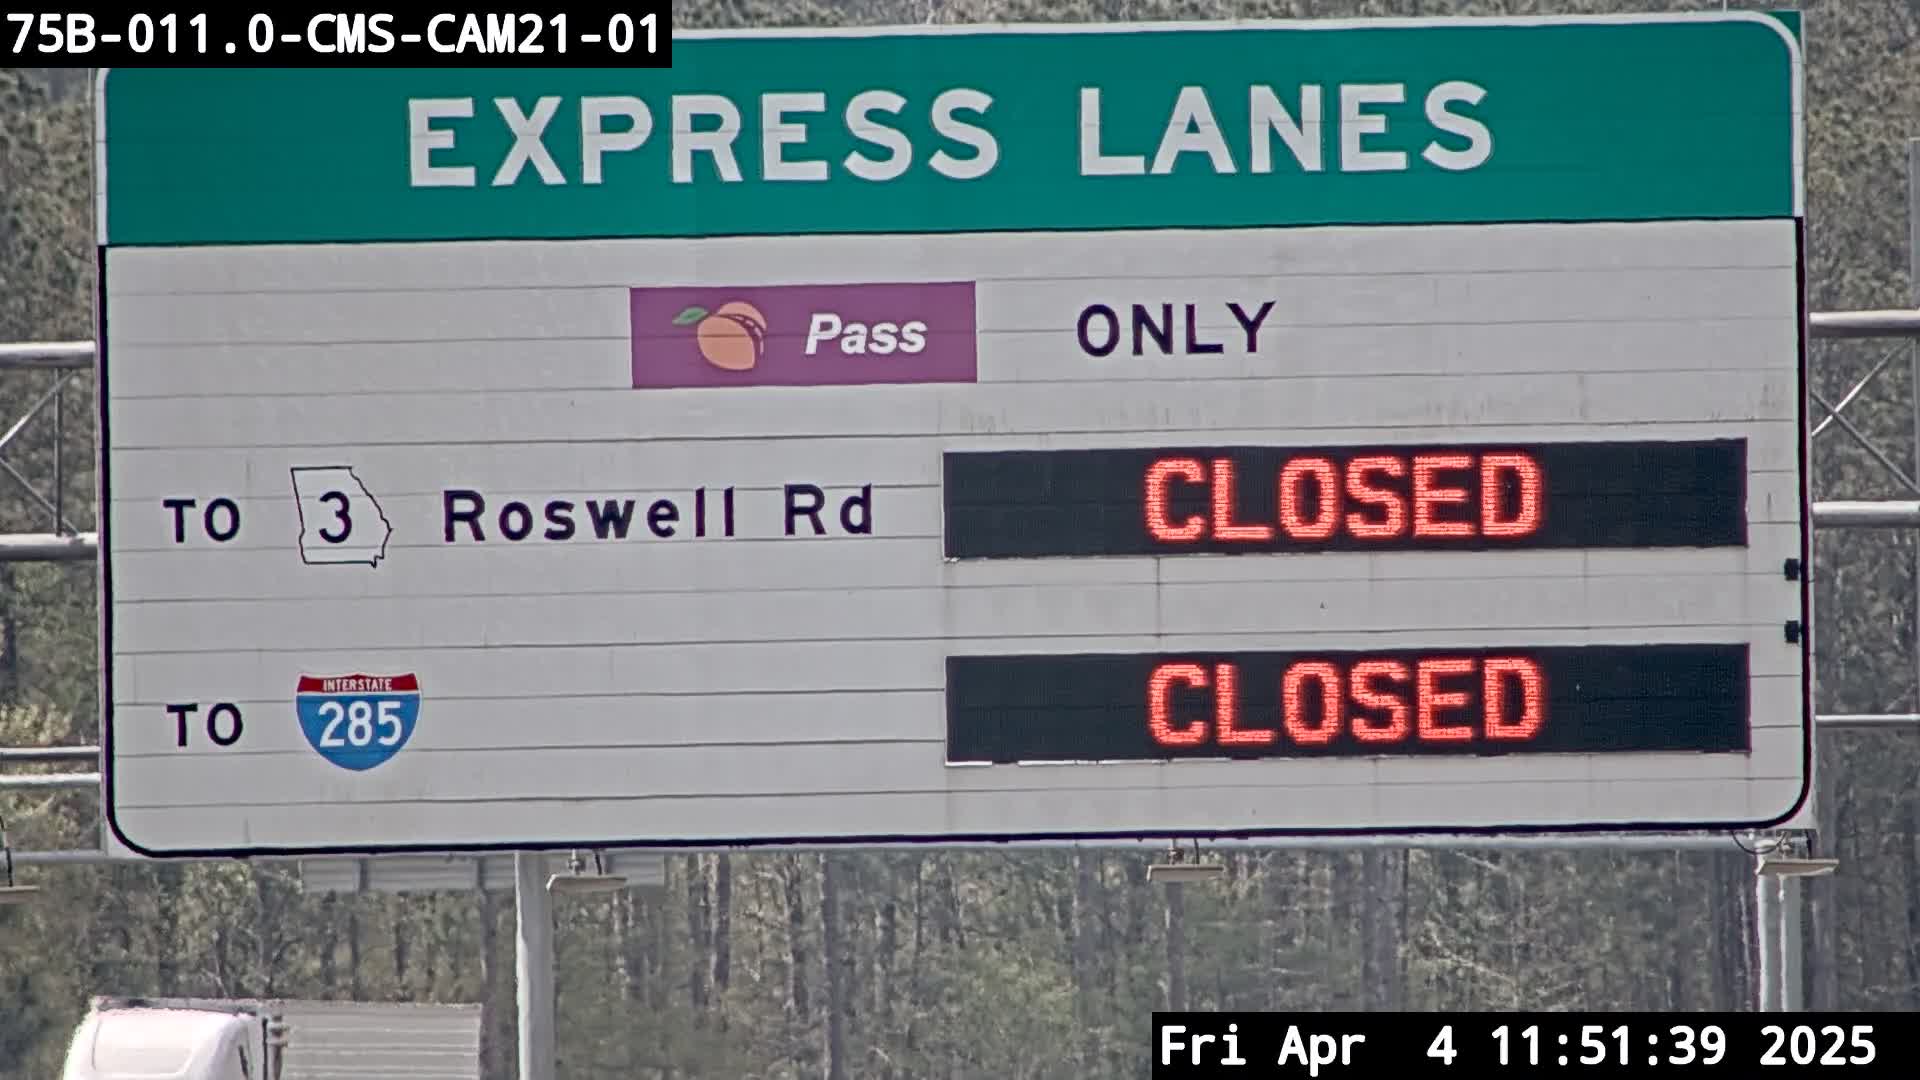 75B-011.0-CMS-CAM21-01
EXPRESS LANES
Pass ONLY
TO 3 Roswell Rd CLOSED
TO INTERSTATE 285 CLOSED
Fri Apr 4 11:51:39 2025